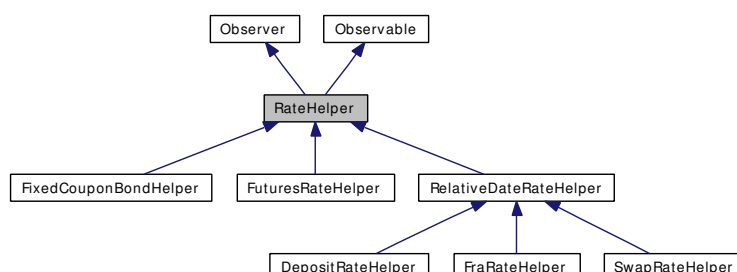 Observer
Observable
RateHelper
FixedCouponBondHelper
FuturesRateHelper
RelativeDateRateHelper
DepositRateHelper
FraRateHelper
SwapRateHelper